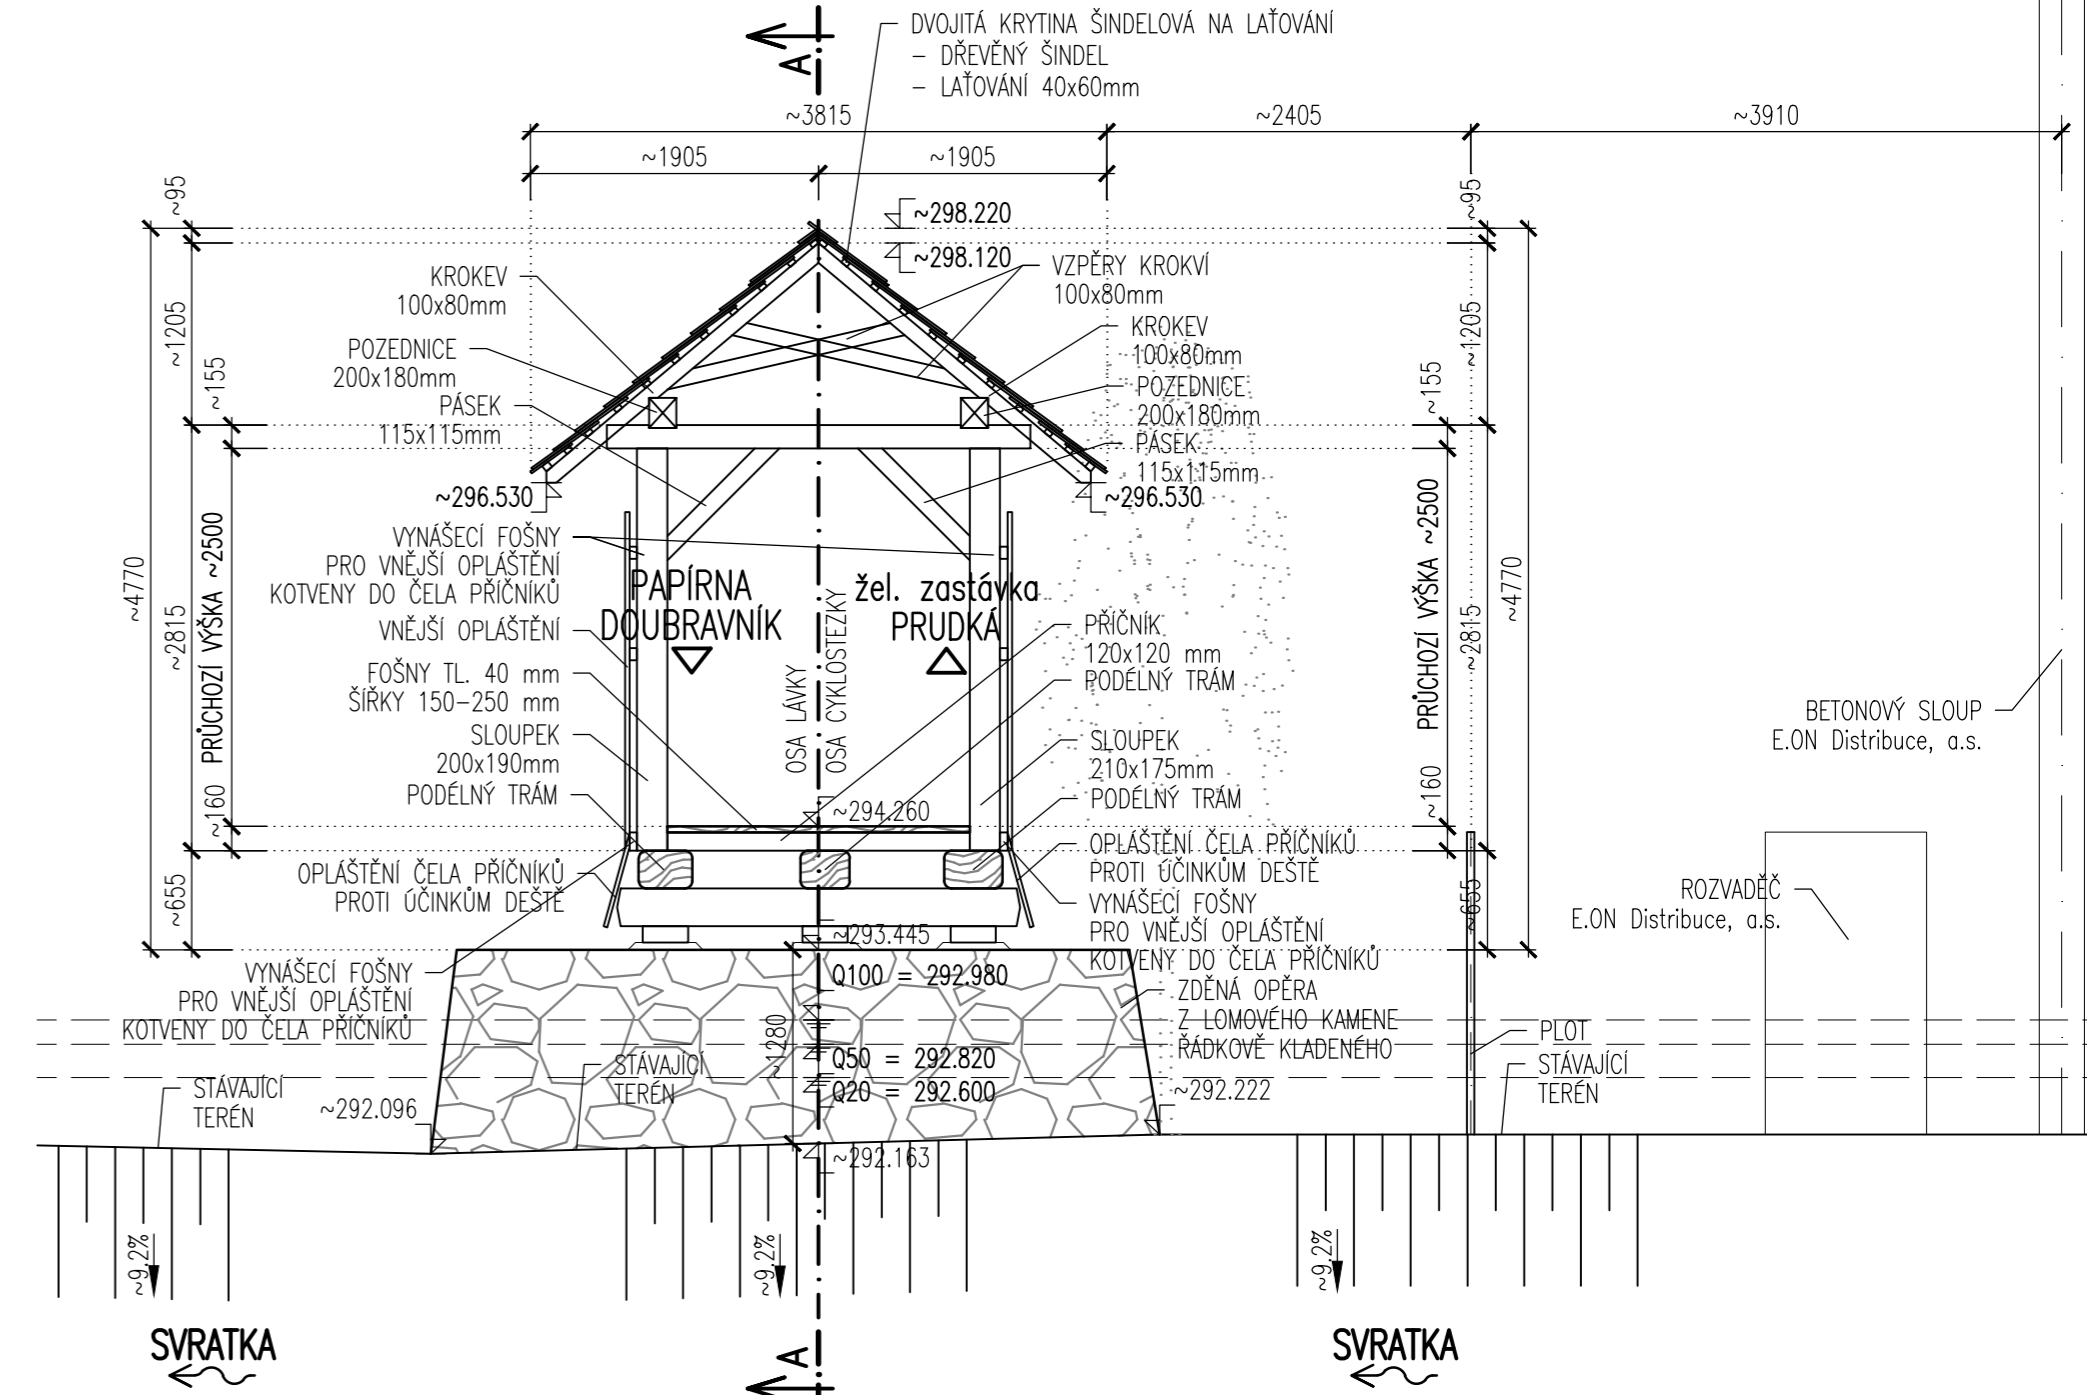 DVOJITÁ KRYTINA ŠINDELOVÁ NA LAŤOVÁNÍ
– DŘEVĚNÝ ŠINDEL
– LAŤOVÁNÍ 40x60mm
A
~3815
~2405
~3910
~1905
~1905
~95
~95
~298.220
~298.120
KROKEV
100x80mm
VZPĚRY KROKVÍ
100x80mm
KROKEV
100x80mm
~1205
~1205
POZEDNICE
200x180mm
POZEDNICE
200x180mm
~155
~155
PÁSEK
115x115mm
PÁSEK
115x115mm
~296.530
~296.530
VYNÁŠECÍ FOŠNY
PRO VNĚJŠÍ OPLÁŠTĚNÍ
KOTVENY DO ČELA PŘÍČNÍKŮ
~4770
~2815
PRŮCHOZÍ VÝŠKA ~2500
PAPÍRNA
DOUBRAVNÍK
žel. zastávka
PRUDKÁ
OSA LÁVKY
OSA CYKLOSTEZKY
PRŮCHOZÍ VÝŠKA ~2500
~2815
~4770
VNĚJŠÍ OPLÁŠTĚNÍ
PŘÍČNÍK
120x120 mm
PODÉLNÝ TRÁM
FOŠNY TL. 40 mm
ŠÍŘKY 150-250 mm
SLOUPEK
200x190mm
SLOUPEK
210x175mm
BETONOVÝ SLOUP
E.ON Distribuce, a.s.
PODÉLNÝ TRÁM
PODÉLNÝ TRÁM
~160
~160
~294.260
OPLÁŠTĚNÍ ČELA PŘÍČNÍKŮ
PROTI ÚČINKŮM DEŠTĚ
OPLÁŠTĚNÍ ČELA PŘÍČNÍKŮ
PROTI ÚČINKŮM DEŠTĚ
~655
~655
ROZVADĚČ
E.ON Distribuce, a.s.
VYNÁŠECÍ FOŠNY
PRO VNĚJŠÍ OPLÁŠTĚNÍ
KOTVENY DO ČELA PŘÍČNÍKŮ
~293.445
VYNÁŠECÍ FOŠNY
PRO VNĚJŠÍ OPLÁŠTĚNÍ
KOTVENY DO ČELA PŘÍČNÍKŮ
Q100 = 292.980
ZDĚNÁ OPĚRA
Z LOMOVÉHO KAMENE
ŘÁDKOVĚ KLADENÉHO
~1280
Q50 = 292.820
Q20 = 292.600
PLOT
STÁVAJÍCÍ
TERÉN
STÁVAJÍCÍ
TERÉN
STÁVAJÍCÍ
TERÉN
~292.096
~292.222
~292.163
~9.2%
~9.2%
~9.2%
SVRATKA
SVRATKA
A